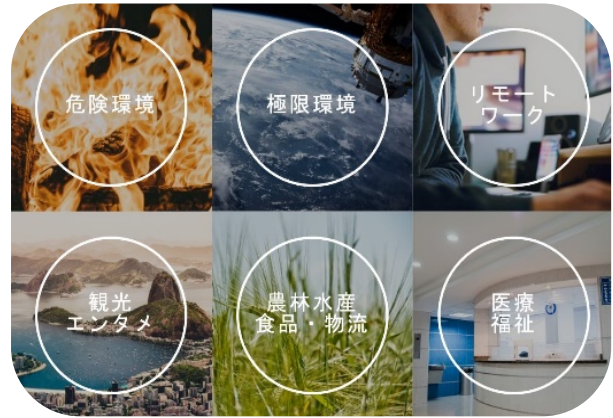 危険環境
極限環境
リモート
ワーク
観光
エンタメ
農林水産
食品・物流
医療
福祉